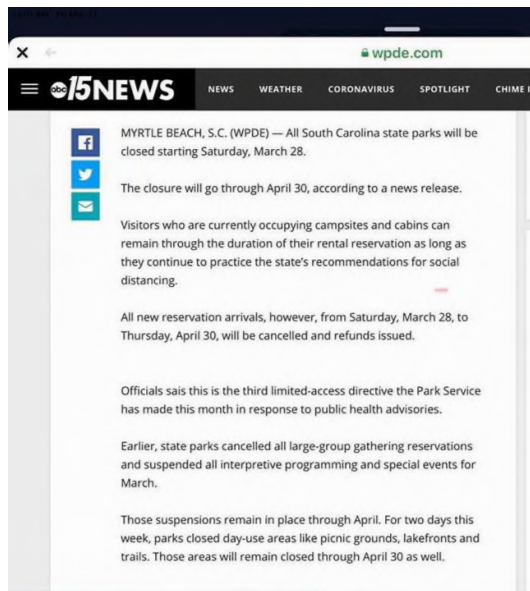 wpde.com
abc 15 NEWS NEWS WEATHER CORONAVIRUS SPOTLIGHT CHIME
MYRTLE BEACH, S.C. (WPDE) — All South Carolina state parks will be
closed starting Saturday, March 28.
The closure will go through April 30, according to a news release.
Visitors who are currently occupying campsites and cabins can
remain through the duration of their rental reservation as long as
they continue to practice the state's recommendations for social
distancing.
All new reservation arrivals, however, from Saturday, March 28, to
Thursday, April 30, will be cancelled and refunds issued.
Officials sais this is the third limited-access directive the Park Service
has made this month in response to public health advisories.
Earlier, state parks cancelled all large-group gathering reservations
and suspended all interpretive programming and special events for
March.
Those suspensions remain in place through April. For two days this
week, parks closed day-use areas like picnic grounds, lakefronts and
trails. Those areas will remain closed through April 30 as well.